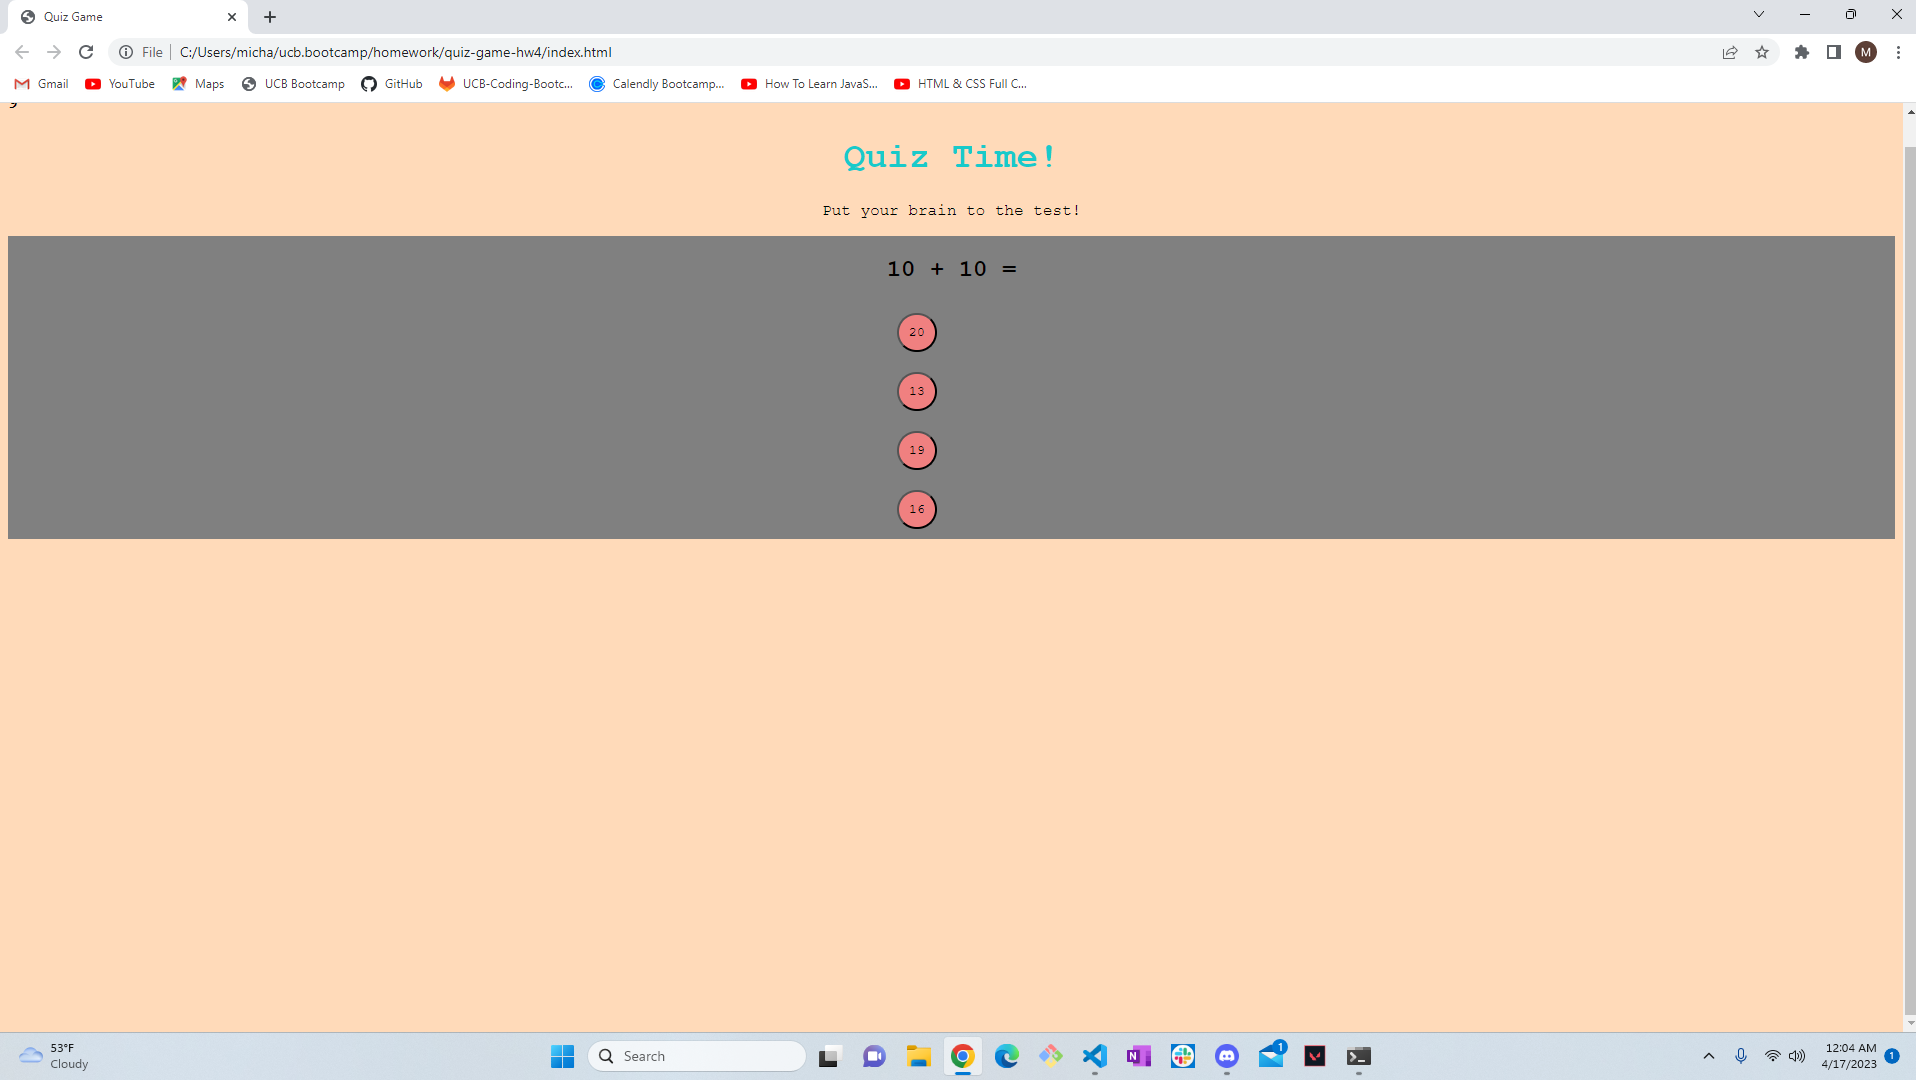 Quiz Game
File C:/Users/micha/ucb.bootcamp/homework/quiz-game-hw4/index.html
M
Gmail YouTube Maps UCB Bootcamp GitHub UCB-Coding-Bootc... Calendly Bootcamp... How To Learn JavaS... HTML & CSS Full C...
Quiz Time!
Put your brain to the test!
10 + 10 =
20
13
19
16
53°F
Cloudy
Search
1
12:04 AM
4/17/2023
1